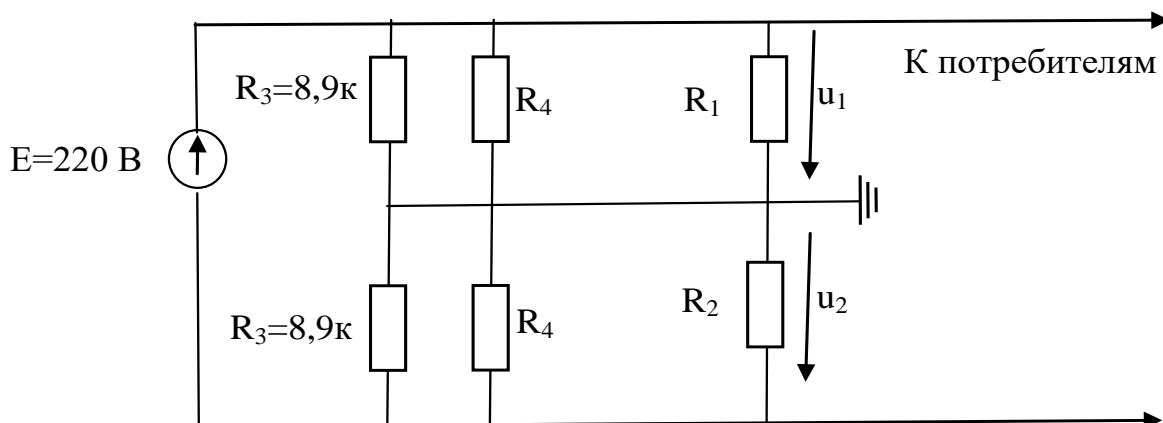 К потребителям
R₃=8,9к
R₄
R₁
u₁
E=220 В
R₃=8,9к
R₄
R₂
u₂